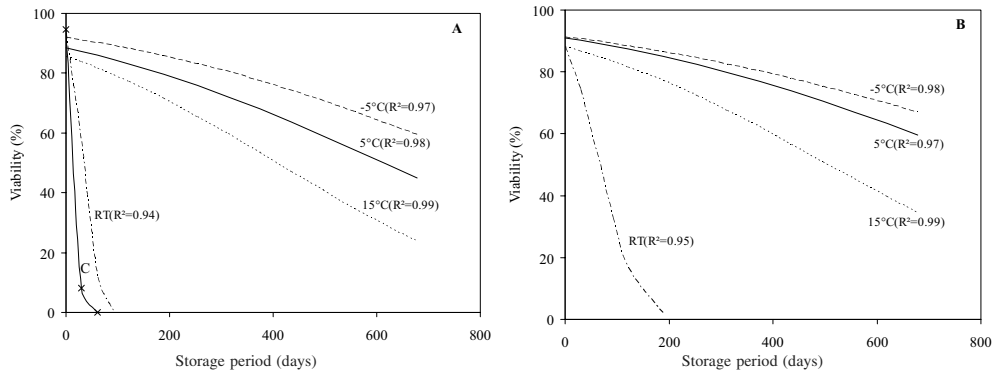 100
80
60
40
20
0
Viability (%)
A
-5°C(R²=0.97)
5°C(R²=0.98)
15°C(R²=0.99)
RT(R²=0.94)
C
0 200 400 600 800
Storage period (days)
100
80
60
40
20
0
Viability (%)
B
-5°C(R²=0.98)
5°C(R²=0.97)
15°C(R²=0.99)
RT(R²=0.95)
0 200 400 600 800
Storage period (days)